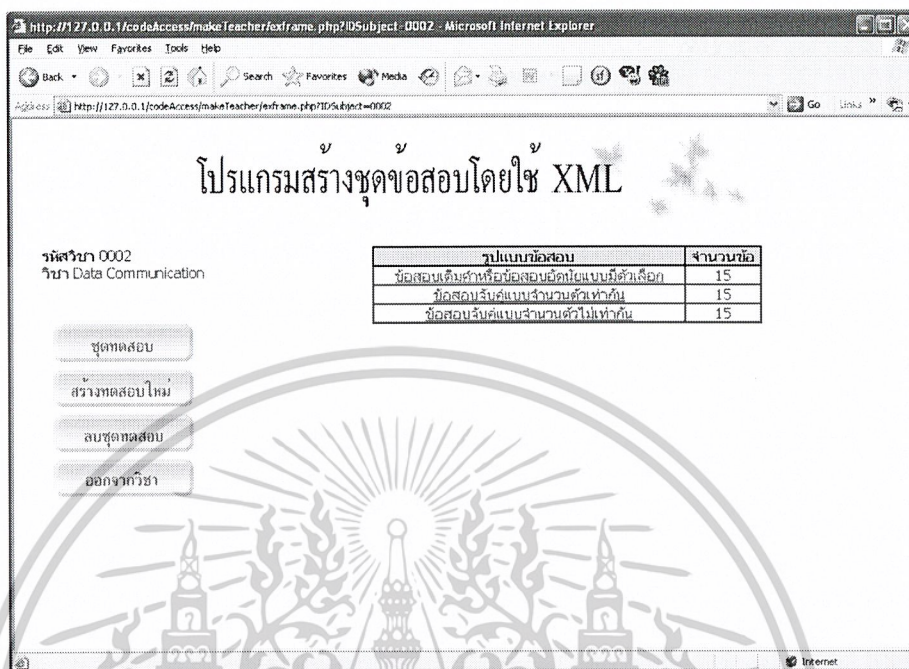 http://127.0.0.1/codeAccess/makeTeacher/exframe.php?IDSubject=0002 - Microsoft Internet Explorer
File Edit View Favorites Tools Help
Back Search Favorites Media
Address http://127.0.0.1/codeAccess/makeTeacher/exframe.php?IDSubject=0002 Go Links »
โปรแกรมสร้างชุดข้อสอบโดยใช้ XML
รหัสวิชา 0002
วิชา Data Communication
รูปแบบข้อสอบ จำนวนข้อ
ข้อสอบเติมคำหรือข้อสอบอัตนัยแบบมีตัวเลือก 15
ข้อสอบจับคู่แบบจำนวนตัวเท่ากัน 15
ข้อสอบจับคู่แบบจำนวนตัวไม่เท่ากัน 15
ชุดทดสอบ
สร้างทดสอบใหม่
ลบชุดทดสอบ
ออกจากวิชา
Internet